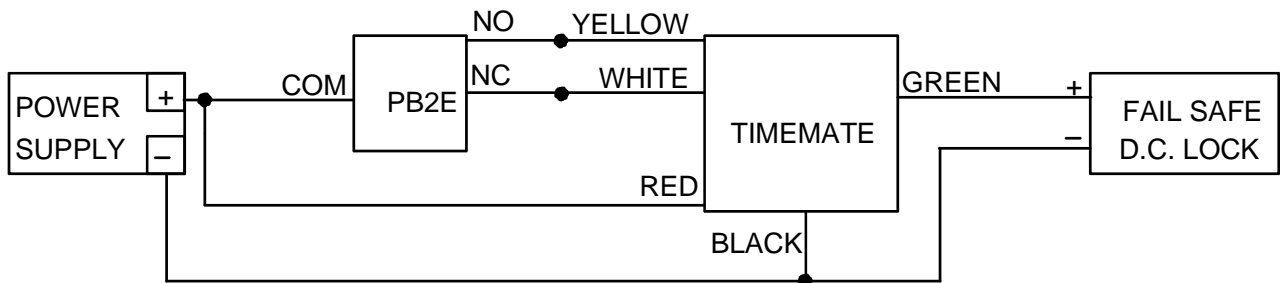 NO
YELLOW
COM
NC
WHITE
PB2E
POWER
SUPPLY
+
−
RED
TIMEMATE
BLACK
GREEN
+
−
FAIL SAFE
D.C. LOCK